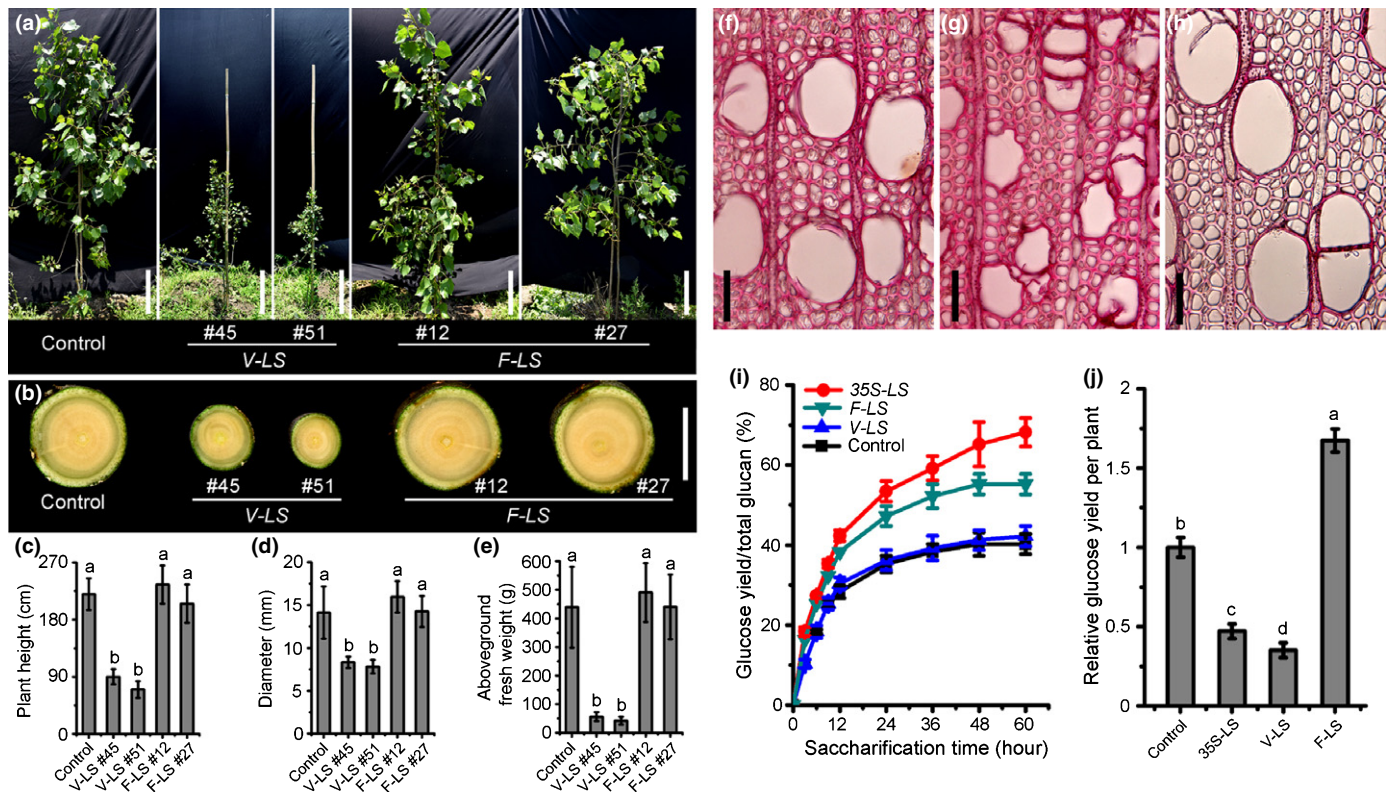 (a)
Control
#45 #51
V-LS
#12 #27
F-LS
(b)
Control
#45 #51
V-LS
#12 #27
F-LS
(c)
Plant height (cm)
270
180
90
0
a b b a a
Control
V-LS #45
V-LS #51
F-LS #12
F-LS #27
(d)
Diameter (mm)
20
15
10
5
0
a b b a a
Control
V-LS #45
V-LS #51
F-LS #12
F-LS #27
(e)
Aboveground
fresh weight (g)
600
500
400
300
200
100
0
a b b a a
Control
V-LS #45
V-LS #51
F-LS #12
F-LS #27
(f)
(g)
(h)
(i)
Glucose yield/total glucan (%)
80
60
40
20
0
35S-LS
F-LS
V-LS
Control
0 12 24 36 48 60
Saccharification time (hour)
(j)
Relative glucose yield per plant
2
1.5
1
0.5
0
b c d a
Control
35S-LS
V-LS
F-LS